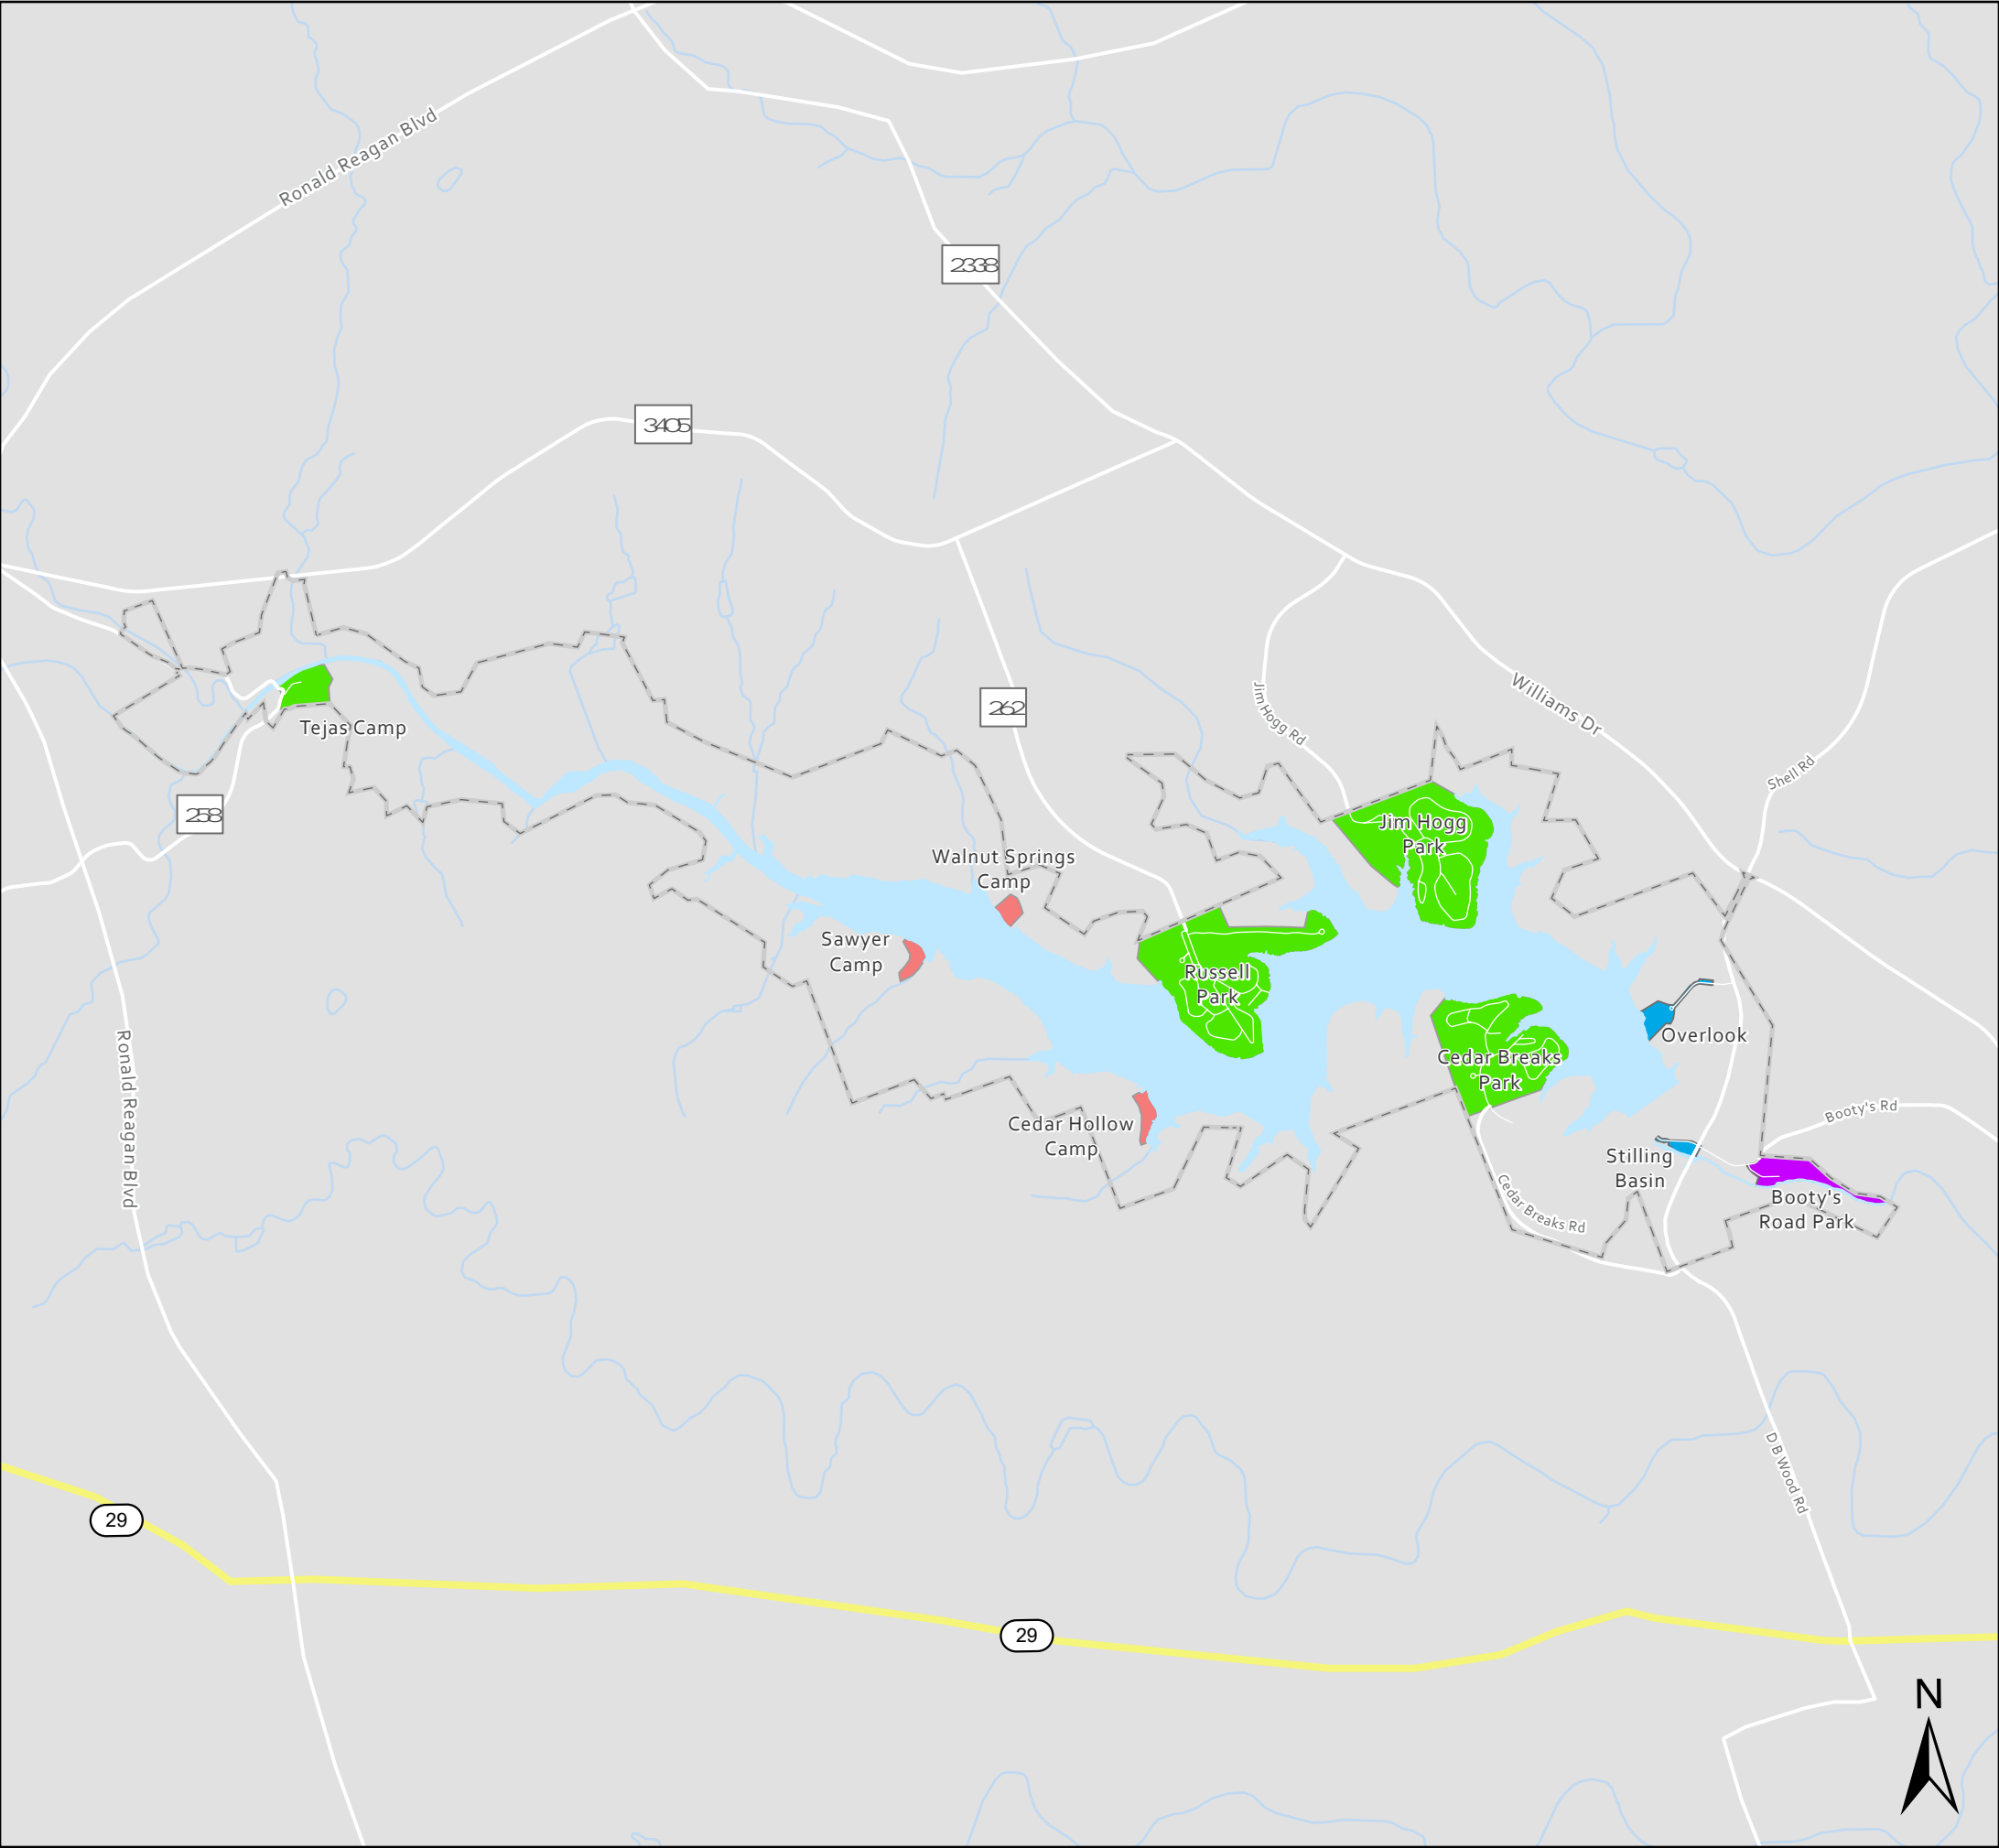 Ronald Reagan Blvd
2338
3405
262
Tejas Camp
Jim Hogg Rd
Williams Dr
Shell Rd
258
Jim Hogg
Park
Walnut Springs
Camp
Sawyer
Camp
Russell
Park
Overlook
Cedar Breaks
Park
Ronald Reagan Blvd
Cedar Hollow
Camp
Booty's Rd
Stilling
Basin
Booty's
Road Park
Cedar Breaks Rd
D B Wood Rd
29
29
N